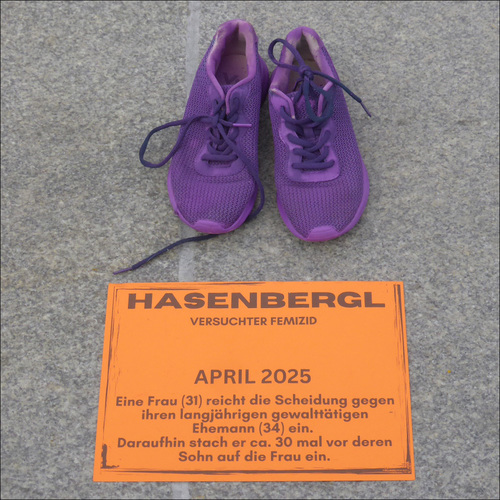 HASENBERGL
VERSUCHTER FEMIZID
APRIL 2025
Eine Frau (31) reicht die Scheidung gegen
ihren langjährigen gewalttätigen
Ehemann (34) ein.
Daraufhin stach er ca. 30 mal vor deren
Sohn auf die Frau ein.